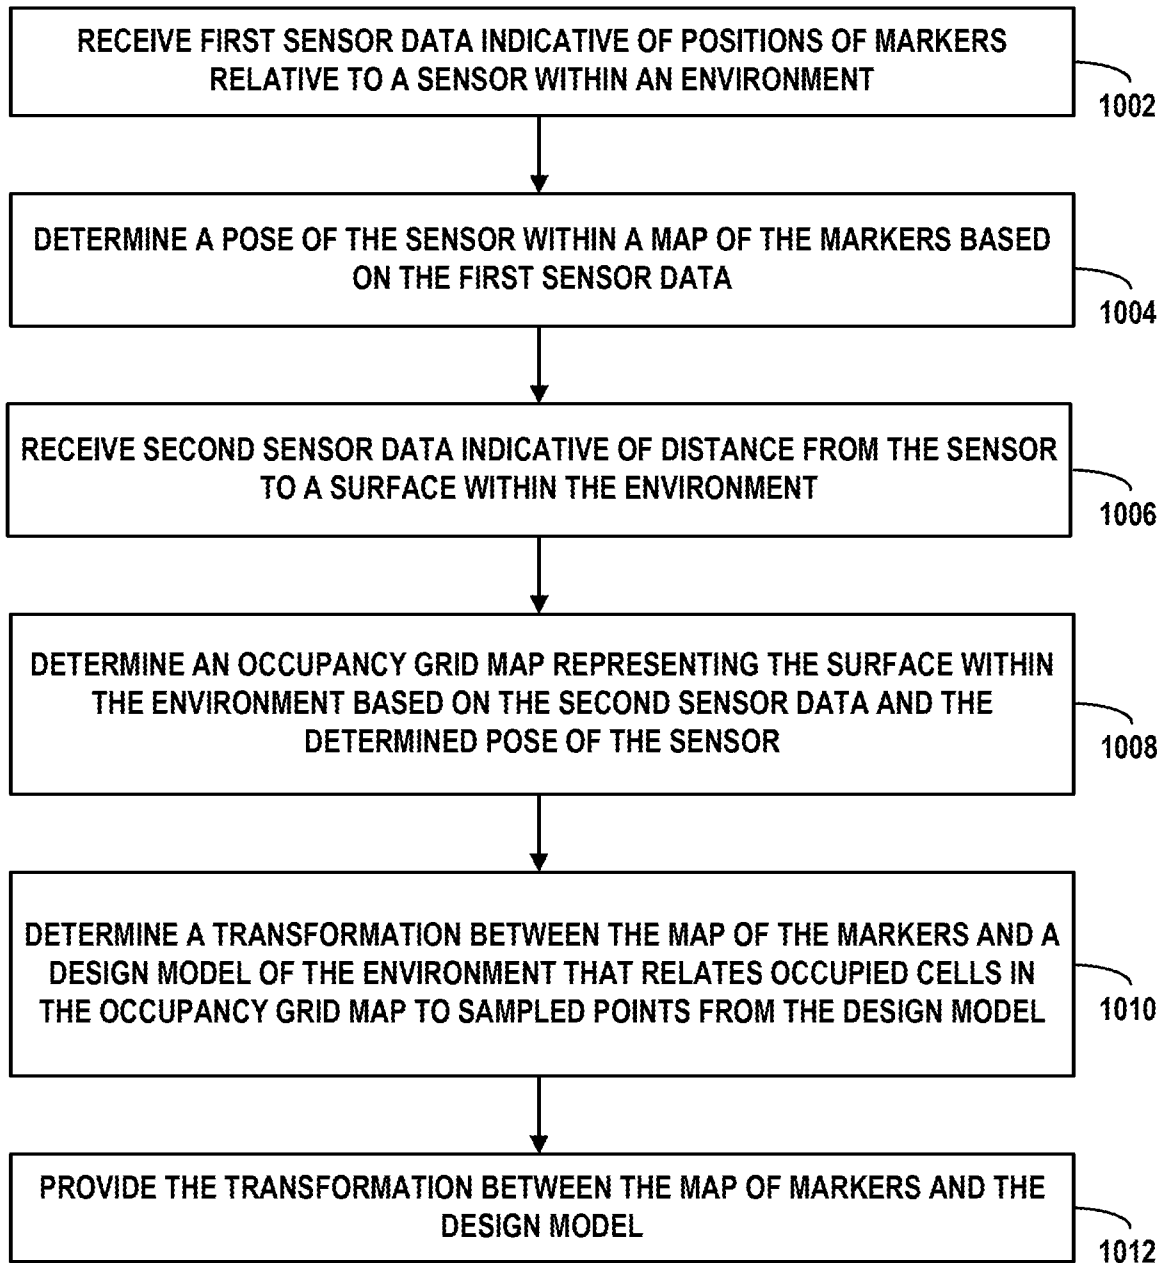 RECEIVE FIRST SENSOR DATA INDICATIVE OF POSITIONS OF MARKERS
RELATIVE TO A SENSOR WITHIN AN ENVIRONMENT
1002
DETERMINE A POSE OF THE SENSOR WITHIN A MAP OF THE MARKERS BASED
ON THE FIRST SENSOR DATA
1004
RECEIVE SECOND SENSOR DATA INDICATIVE OF DISTANCE FROM THE SENSOR
TO A SURFACE WITHIN THE ENVIRONMENT
1006
DETERMINE AN OCCUPANCY GRID MAP REPRESENTING THE SURFACE WITHIN
THE ENVIRONMENT BASED ON THE SECOND SENSOR DATA AND THE
DETERMINED POSE OF THE SENSOR
1008
DETERMINE A TRANSFORMATION BETWEEN THE MAP OF THE MARKERS AND A
DESIGN MODEL OF THE ENVIRONMENT THAT RELATES OCCUPIED CELLS IN
THE OCCUPANCY GRID MAP TO SAMPLED POINTS FROM THE DESIGN MODEL
1010
PROVIDE THE TRANSFORMATION BETWEEN THE MAP OF MARKERS AND THE
DESIGN MODEL
1012